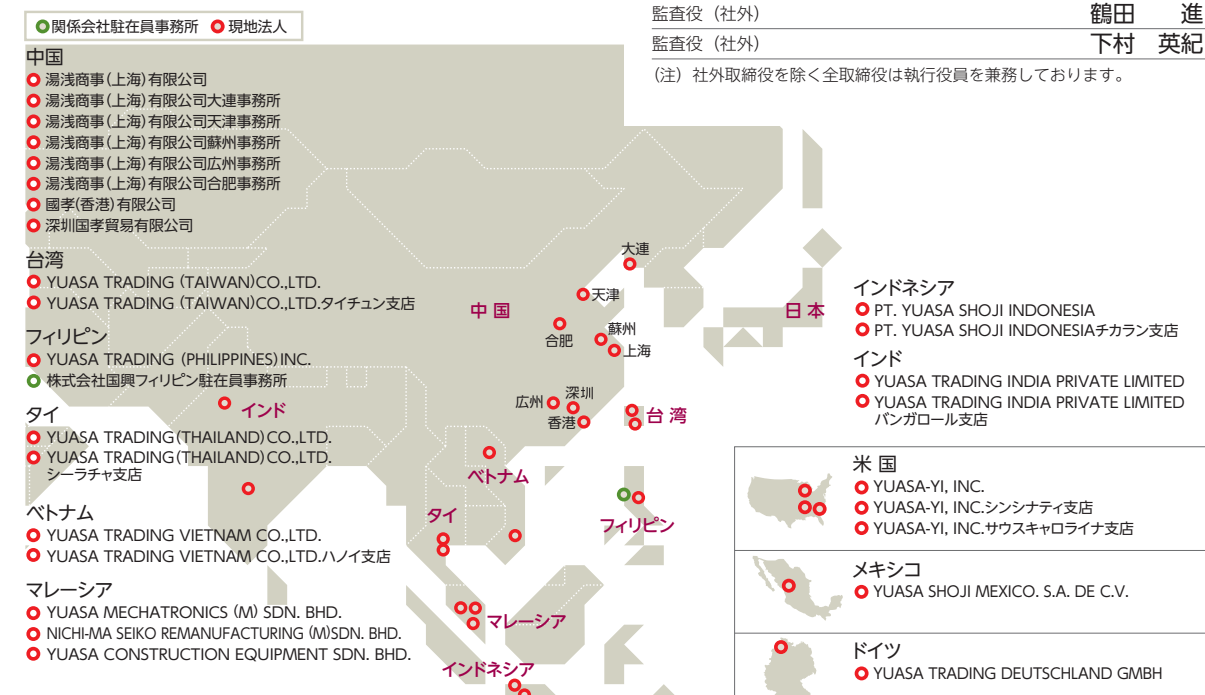 関係会社駐在員事務所 現地法人
中国
湯浅商事(上海)有限公司
湯浅商事(上海)有限公司大連事務所
湯浅商事(上海)有限公司天津事務所
湯浅商事(上海)有限公司蘇州事務所
湯浅商事(上海)有限公司広州事務所
湯浅商事(上海)有限公司合肥事務所
國孝(香港)有限公司
深圳国孝貿易有限公司
台湾
YUASA TRADING (TAIWAN)CO.,LTD.
YUASA TRADING (TAIWAN)CO.,LTD.タイチュン支店
フィリピン
YUASA TRADING (PHILIPPINES)INC.
株式会社国興フィリピン駐在員事務所
タイ
YUASA TRADING(THAILAND)CO.,LTD.
YUASA TRADING(THAILAND)CO.,LTD.
シーラチャ支店
ベトナム
YUASA TRADING VIETNAM CO.,LTD.
YUASA TRADING VIETNAM CO.,LTD.ハノイ支店
マレーシア
YUASA MECHATRONICS (M) SDN. BHD.
NICHI-MA SEIKO REMANUFACTURING (M)SDN. BHD.
YUASA CONSTRUCTION EQUIPMENT SDN. BHD.
大連
天津
中国
日本
蘇州
合肥
上海
深圳
広州
香港
インド
台湾
ベトナム
タイ
フィリピン
マレーシア
インドネシア
監査役(社外) 鶴田 進
監査役(社外) 下村 英紀
(注)社外取締役を除く全取締役は執行役員を兼務しております。
インドネシア
PT. YUASA SHOJI INDONESIA
PT. YUASA SHOJI INDONESIAチカラン支店
インド
YUASA TRADING INDIA PRIVATE LIMITED
YUASA TRADING INDIA PRIVATE LIMITED
バンガロール支店
米国
YUASA-YI, INC.
YUASA-YI, INC.シンシナティ支店
YUASA-YI, INC.サウスキャロライナ支店
メキシコ
YUASA SHOJI MEXICO. S.A. DE C.V.
ドイツ
YUASA TRADING DEUTSCHLAND GMBH